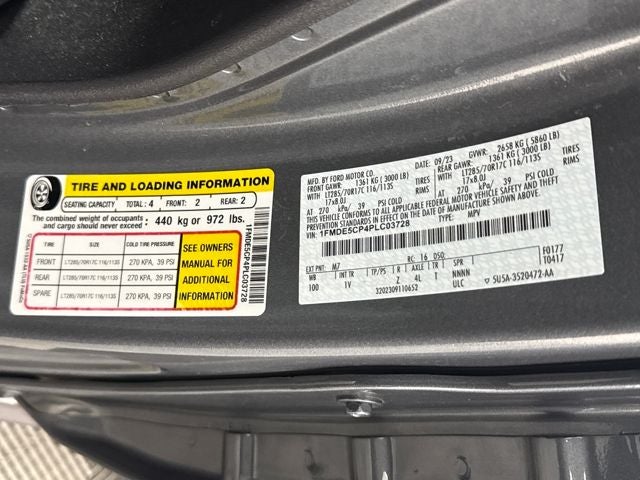 TIRE AND LOADING INFORMATION
SEATING CAPACITY TOTAL: 4 FRONT: 2 REAR: 2
The combined weight of occupants and cargo should never exceed: 440 kg or 972 lbs.
TIRE SIZE COLD TIRE PRESSURE
FRONT LT285/70R17C 116/113S 270 KPA, 39 PSI
REAR LT285/70R17C 116/113S 270 KPA, 39 PSI
SPARE LT285/70R17C 116/113S 270 KPA, 39 PSI
SEE OWNERS
MANUAL FOR
ADDITIONAL
INFORMATION
1FMDE5CP4PLC03728
MFG. BY FORD MOTOR CO.
09/23 GVWR: 2658 KG ( 5860 LB)
FRONT GAWR: 1361 KG ( 3000 LB) REAR GAWR: 1361 KG ( 3000 LB)
LT285/70R17C 116/113S TIRES LT285/70R17C 116/113S TIRES
17x8.0J RIMS 17x8.0J RIMS
AT 270 kPa/ 39 PSI COLD AT 270 kPa/ 39 PSI COLD
THIS VEHICLE CONFORMS TO ALL APPLICABLE FEDERAL MOTOR VEHICLE SAFETY AND THEFT
PREVENTION STANDARDS IN EFFECT ON THE DATE OF MANUFACTURE SHOWN ABOVE.
VIN: 1FMDE5CP4PLC03728
TYPE: MPV
EXT PNT: M7 RC: 16 DSO: F0177
WB INT TR TP/PS R AXLE TR SPR T0417
100 1V Z 4L T NNNN
3202309110652 ULC
5U5A-3520472-AA